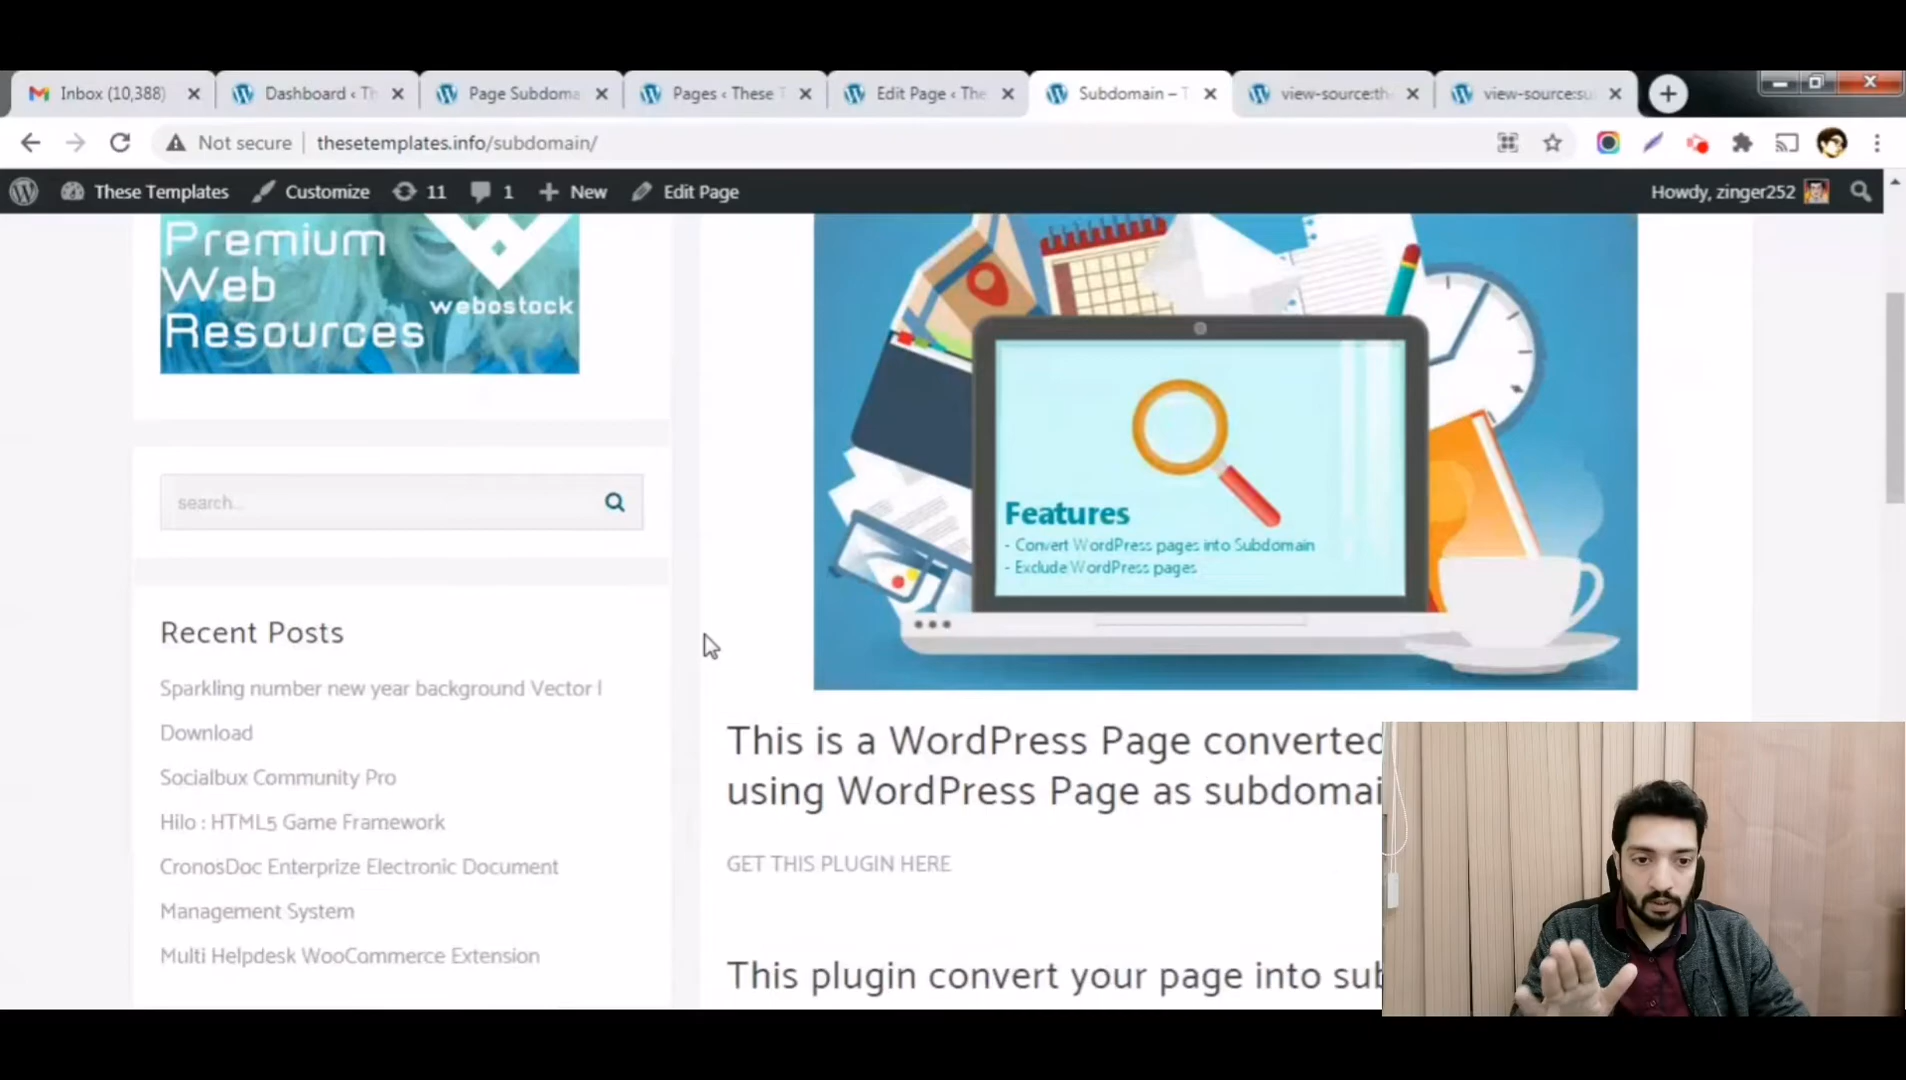 Inbox (10,388)
Dashboard ‹ Th
Page Subdoma
Pages ‹ These T
Edit Page ‹ The
Subdomain – T
view-source:th
view-source:su
Not secure
thesetemplates.info/subdomain/
These Templates
Customize
11
1
New
Edit Page
Howdy, zinger252
Premium
Web
Resources
webostock
search...
Recent Posts
Sparkling number new year background Vector |
Download
Socialbux Community Pro
Hilo : HTML5 Game Framework
CronosDoc Enterprize Electronic Document
Management System
Multi Helpdesk WooCommerce Extension
Features
- Convert WordPress pages into Subdomain
- Exclude WordPress pages
This is a WordPress Page converted
using WordPress Page as subdomai
GET THIS PLUGIN HERE
This plugin convert your page into sub